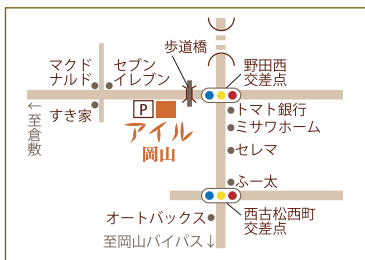 歩道橋
マクド
ナルド
セブン
イレブン
野田西
交差点
P
トマト銀行
ミサワホーム
すき家
←至倉敷
アイル
岡山
セレマ
ふー太
オートバックス
西古松西町
交差点
至岡山バイパス↓